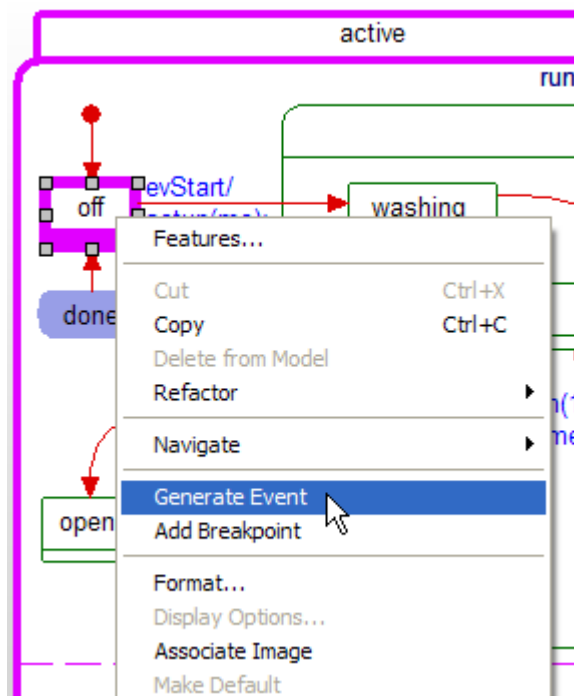 active
run
evStart/
off
washing
Features...
Cut Ctrl+X
done
Copy Ctrl+C
Delete from Model
Refactor
Navigate
Generate Event
open
Add Breakpoint
Format...
Display Options...
Associate Image
Make Default